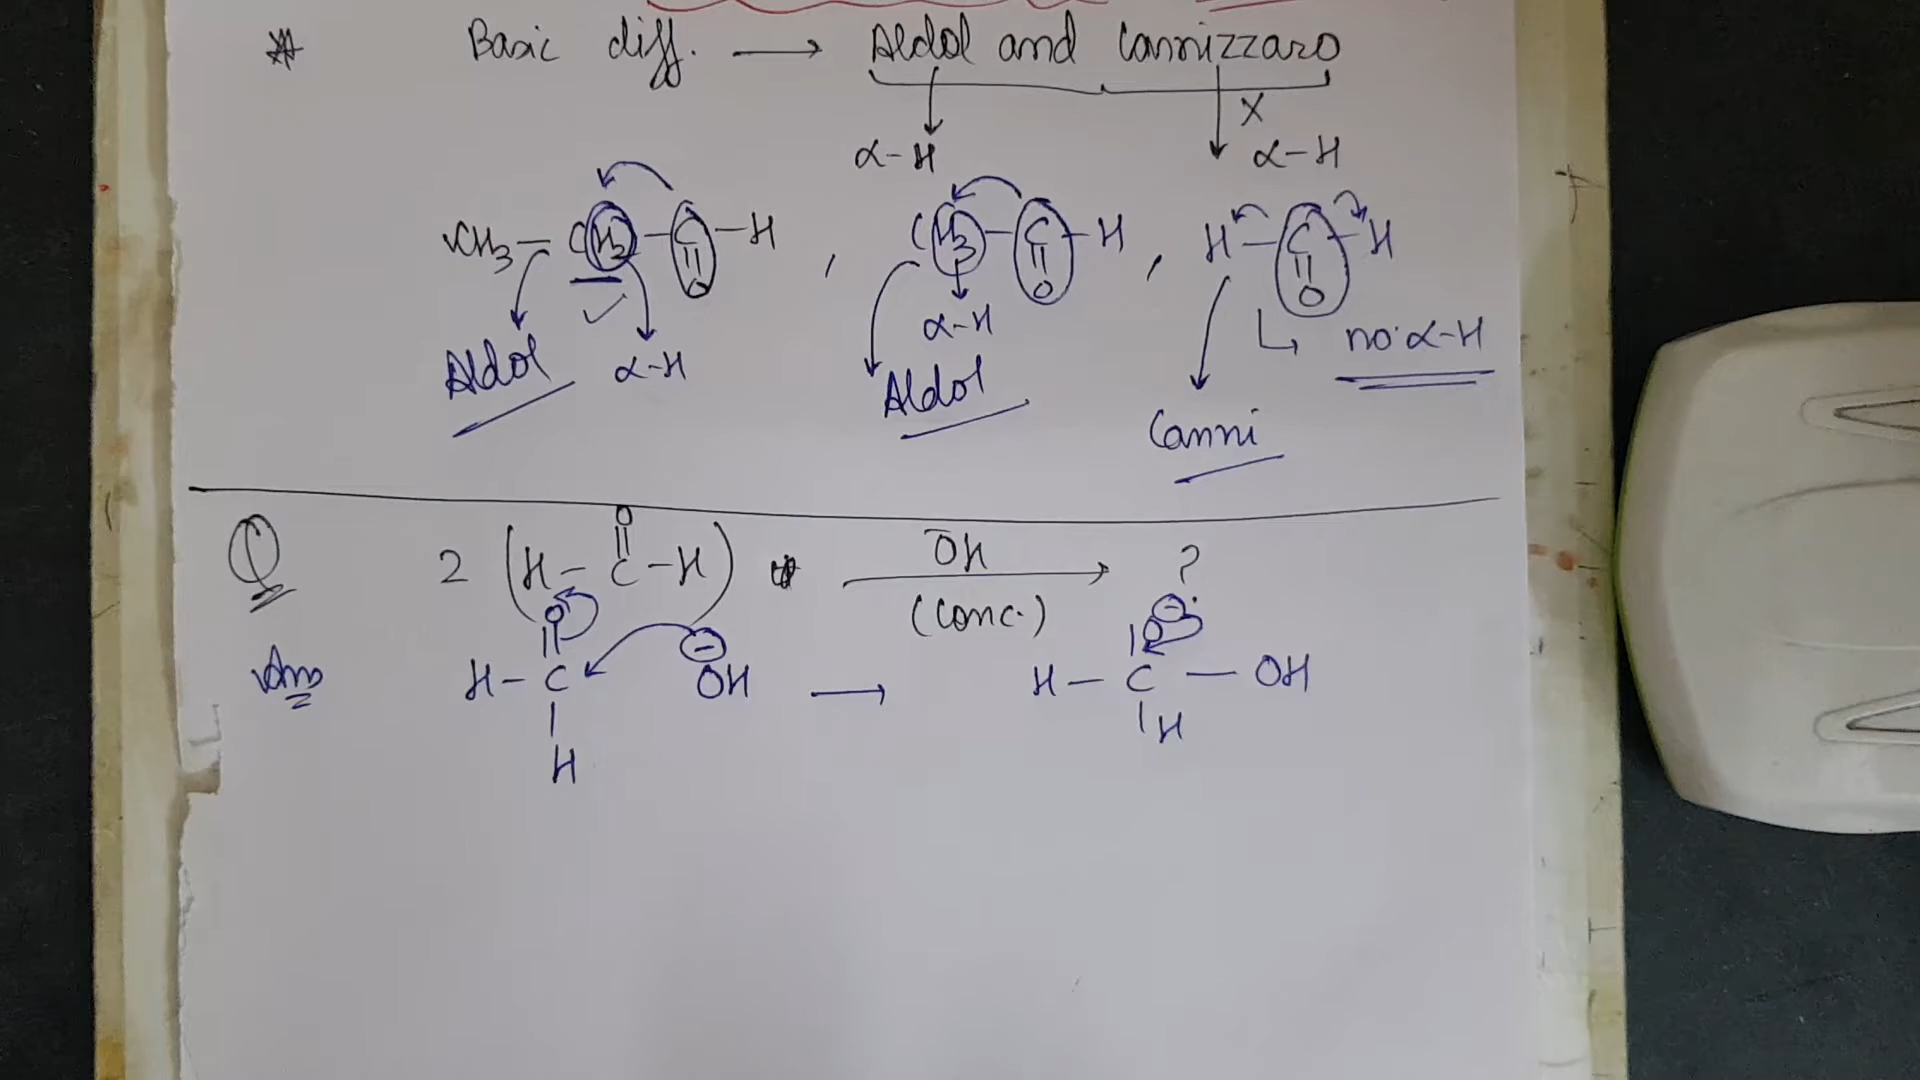 Basic diff. → Aldol and Cannizzaro
α-H X α-H
CH3 — CH2 — C — H , CH3 — C — H , H — C — H
O O O
α-H no α-H
Aldol α-H Aldol
Canni
O
Q 2 (H — C — H) OH → ?
(Conc.)
O ⊖ ⊖ O
Ans H — C OH → H — C — OH
H H